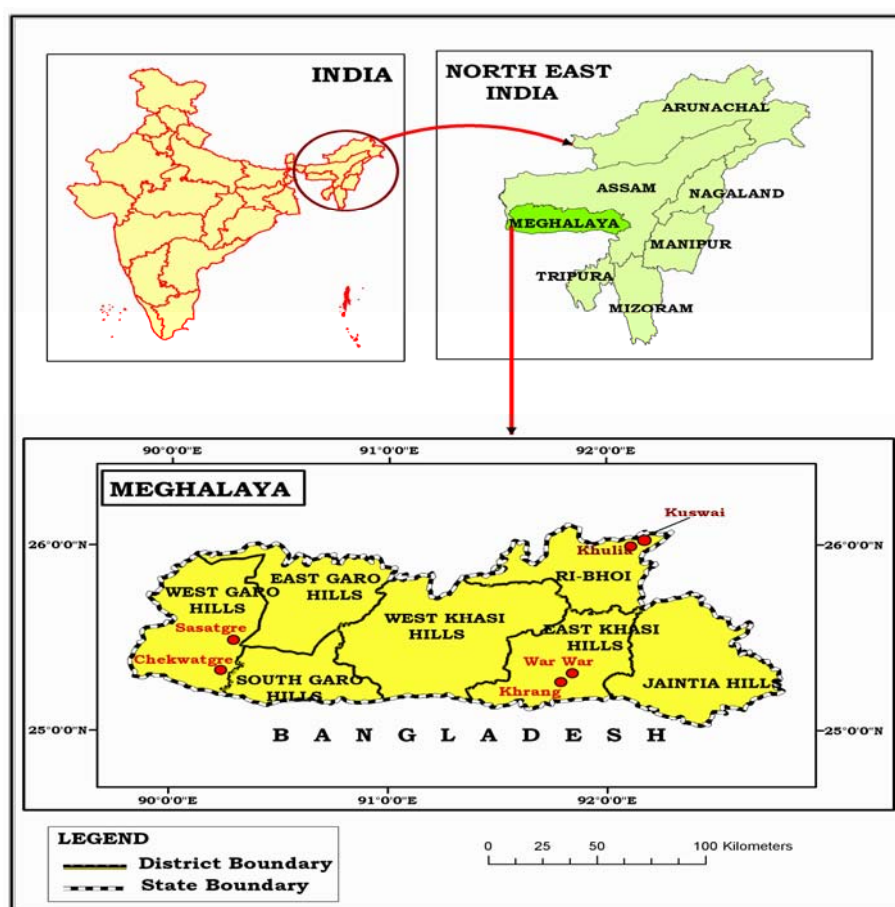 INDIA
NORTH EAST
INDIA
ARUNACHAL
ASSAM
NAGALAND
MEGHALAYA
MANIPUR
TRIPURA
MIZORAM
90°0'0"E
91°0'0"E
92°0'0"E
MEGHALAYA
Kuswai
26°0'0"N
26°0'0"N
Khulia
RI-BHOI
EAST GARO
HILLS
WEST GARO
HILLS
WEST KHASI
HILLS
EAST KHASI
HILLS
Sasatgre
Chekwatgre
War War
SOUTH GARO
HILLS
Khrang
JAINTIA HILLS
25°0'0"N
BANGLADESH
25°0'0"N
90°0'0"E
91°0'0"E
92°0'0"E
LEGEND
District Boundary
State Boundary
0 25 50 100 Kilometers